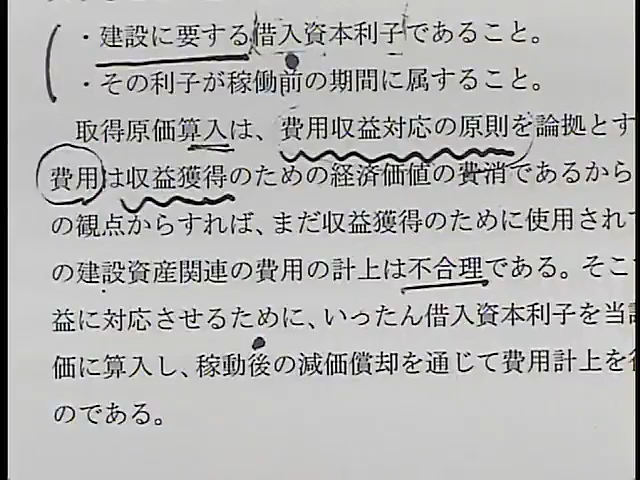 ・建設に要する借入資本利子であること。
・その利子が稼働前の期間に属すること。
取得原価算入は、費用収益対応の原則を論拠とす
費用は収益獲得のための経済価値の費消であるから
の観点からすれば、まだ収益獲得のために使用され
の建設資産関連の費用の計上は不合理である。そこ
益に対応させるために、いったん借入資本利子を当
価に算入し、稼動後の減価償却を通じて費用計上を
のである。